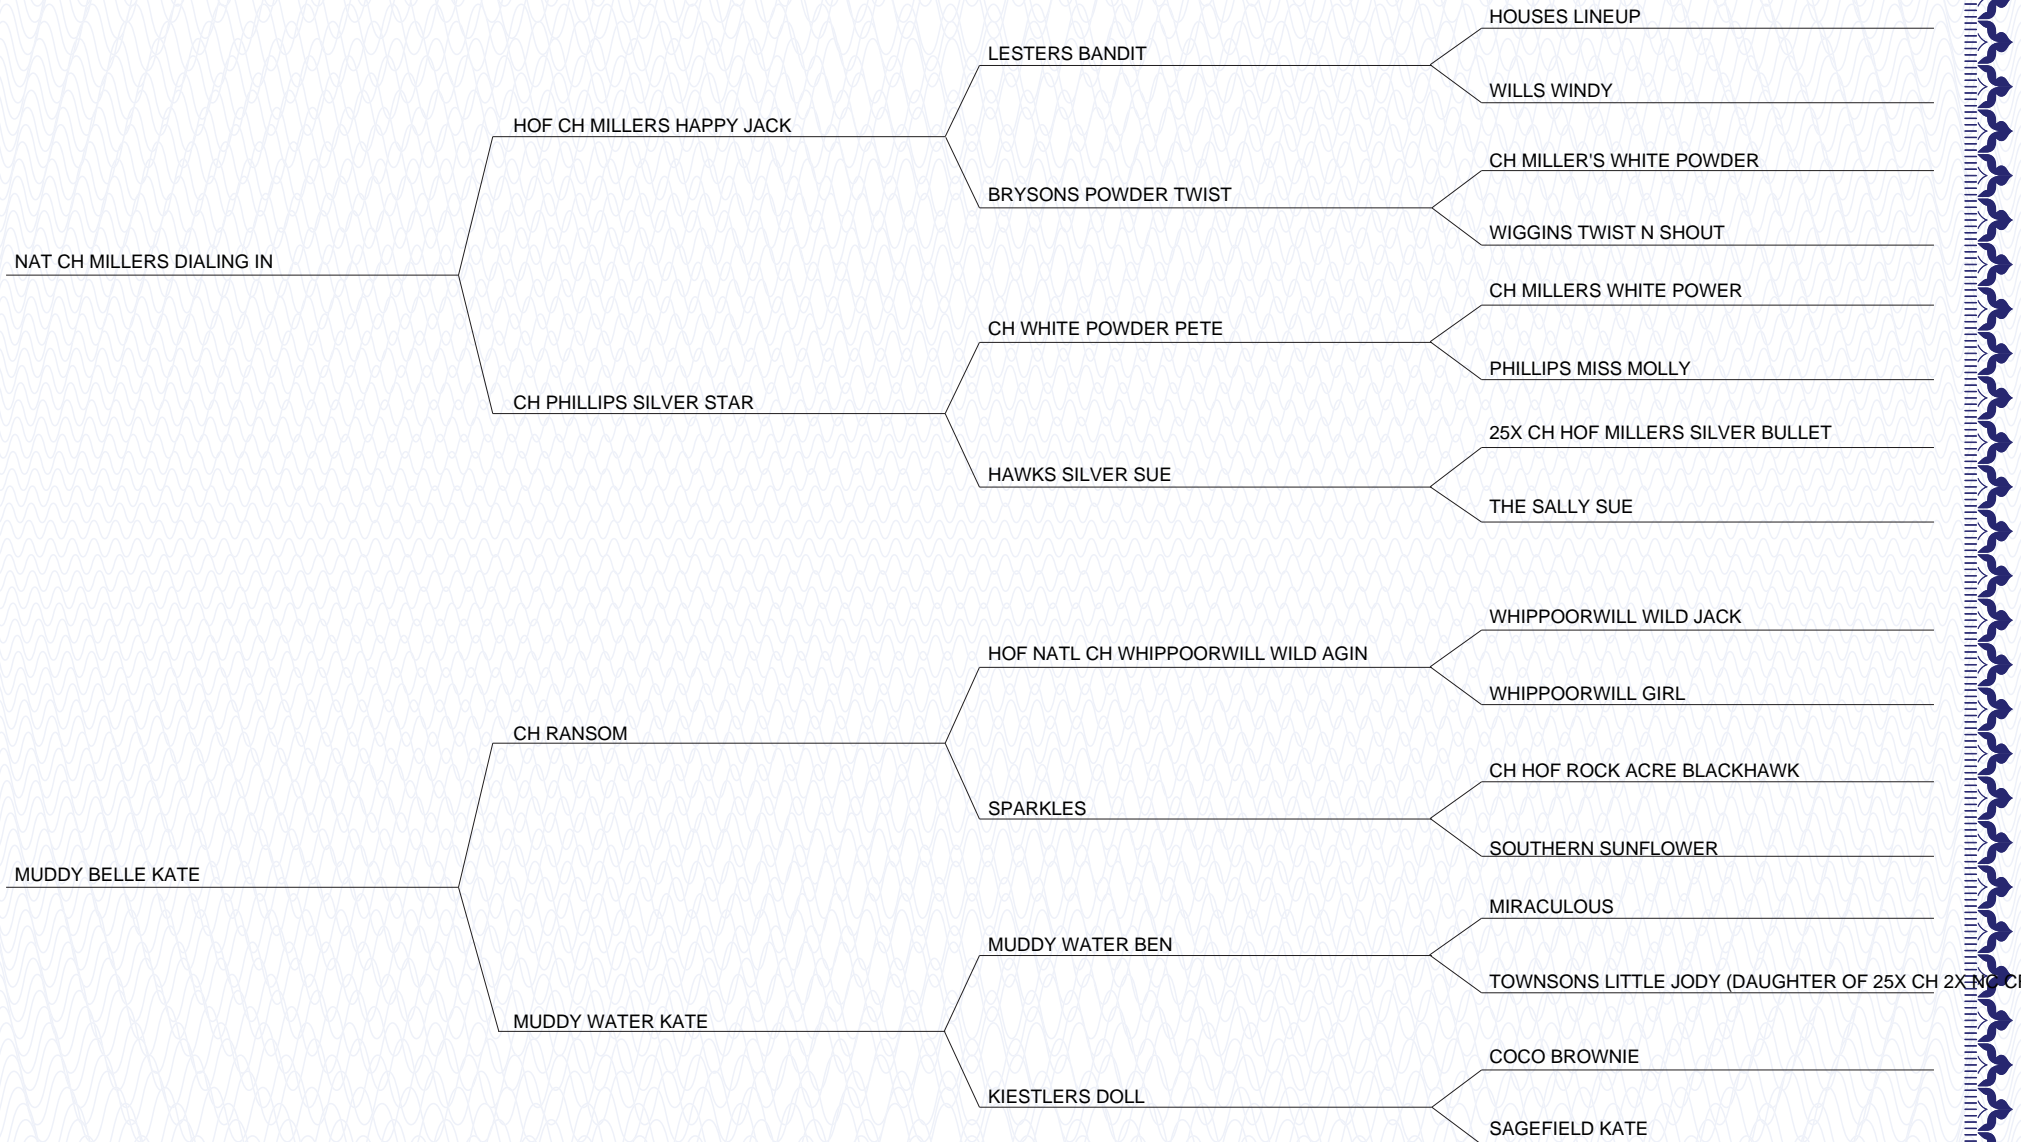 HOUSES LINEUP
LESTERS BANDIT
WILLS WINDY
HOF CH MILLERS HAPPY JACK
CH MILLER'S WHITE POWDER
BRYSONS POWDER TWIST
WIGGINS TWIST N SHOUT
NAT CH MILLERS DIALING IN
CH MILLERS WHITE POWER
CH WHITE POWDER PETE
PHILLIPS MISS MOLLY
CH PHILLIPS SILVER STAR
25X CH HOF MILLERS SILVER BULLET
HAWKS SILVER SUE
THE SALLY SUE
WHIPPOORWILL WILD JACK
HOF NATL CH WHIPPOORWILL WILD AGIN
WHIPPOORWILL GIRL
CH RANSOM
CH HOF ROCK ACRE BLACKHAWK
SPARKLES
SOUTHERN SUNFLOWER
MUDDY BELLE KATE
MIRACULOUS
MUDDY WATER BEN
TOWNSONS LITTLE JODY (DAUGHTER OF 25X CH 2X NC
MUDDY WATER KATE
COCO BROWNIE
KIESTLERS DOLL
SAGEFIELD KATE